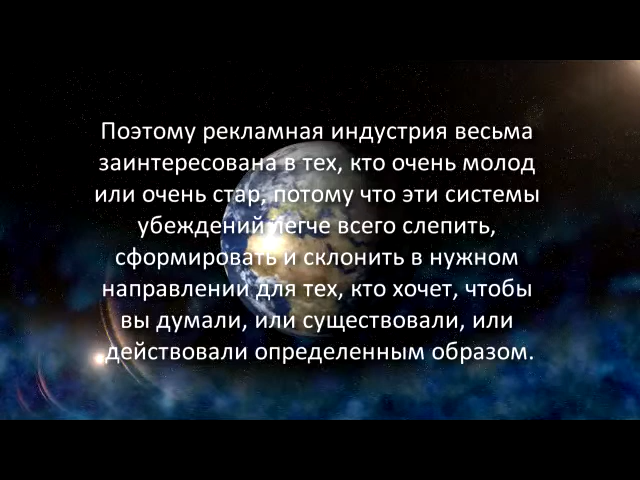 Поэтому рекламная индустрия весьма
заинтересована в тех, кто очень молод
или очень стар, потому что эти системы
убеждений легче всего слепить,
сформировать и склонить в нужном
направлении для тех, кто хочет, чтобы
вы думали, или существовали, или
действовали определенным образом.